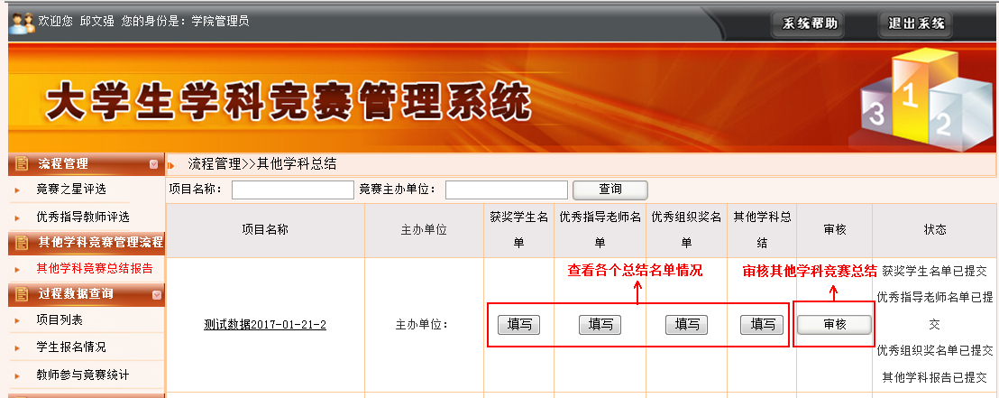 欢迎您 邱文强 您的身份是：学院管理员
系统帮助
退出系统
大学生学科竞赛管理系统
1
3
2
流程管理
流程管理>>其他学科总结
竞赛之星评选
项目名称：
竞赛主办单位：
查询
优秀指导教师评选
项目名称
主办单位
获奖学生名
单
优秀指导老师名
单
优秀组织奖名
单
其他学科总
结
审核
状态
其他学科竞赛管理流程
其他学科竞赛总结报告
查看各个总结名单情况
审核其他学科竞赛总结
过程数据查询
项目列表
学生报名情况
教师参与竞赛统计
测试数据2017-01-21-2
主办单位：
填写
填写
填写
填写
审核
获奖学生名单已提交
优秀指导老师名单已提
交
优秀组织奖名单已提交
其他学科报告已提交